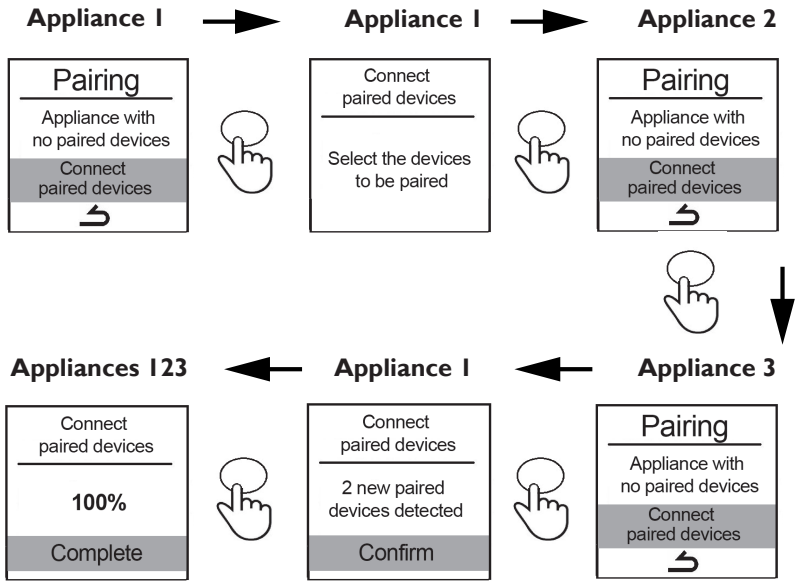 Appliance 1
Appliance 1
Appliance 2
Pairing
Appliance with
no paired devices
Connect
paired devices
Connect
paired devices
Select the devices
to be paired
Pairing
Appliance with
no paired devices
Connect
paired devices
Appliances 123
Appliance 1
Appliance 3
Connect
paired devices
100%
Complete
Connect
paired devices
2 new paired
devices detected
Confirm
Pairing
Appliance with
no paired devices
Connect
paired devices